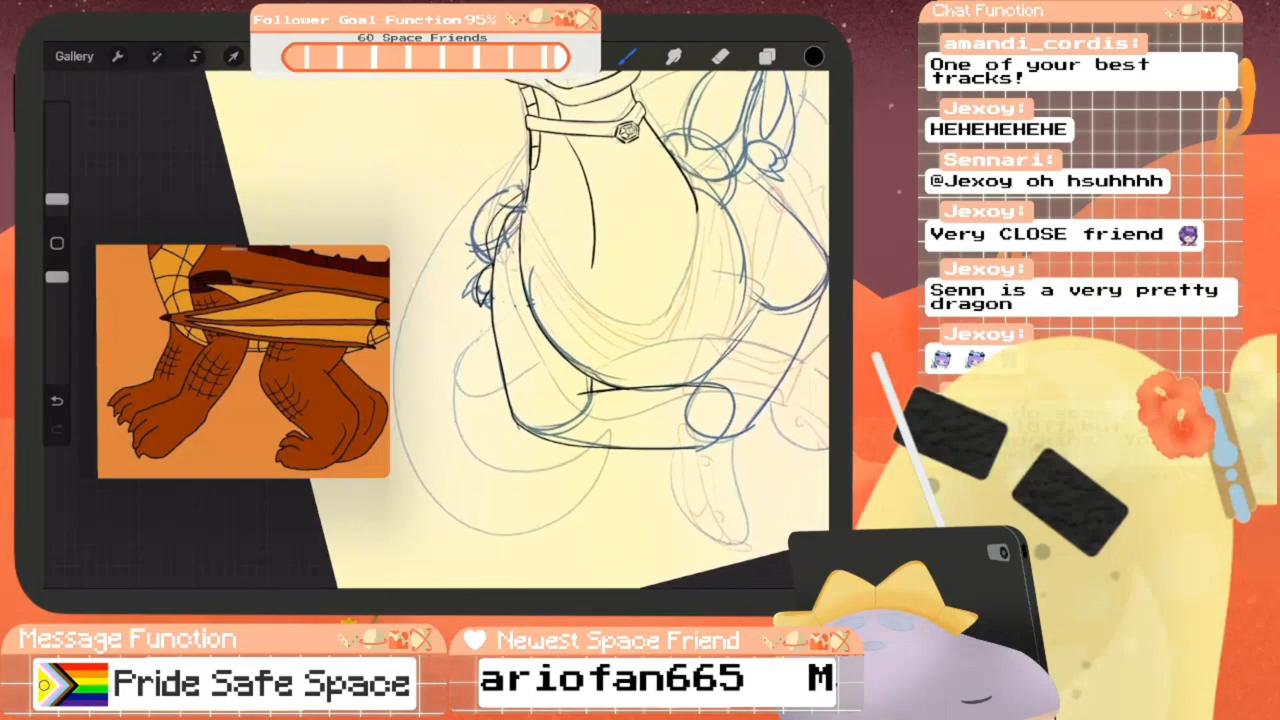 Follower Goal Function 95%
60 Space Friends
Gallery
Chat Function
amandi_cordis:
One of your best
tracks!
Jexoy:
HEHEHEHEHE
Sennari:
@Jexoy oh hsuhhhh
Jexoy:
Very CLOSE friend
Jexoy:
Senn is a very pretty
dragon
Jexoy:
Message Function
Pride Safe Space
Newest Space Friend
ariofan665 M